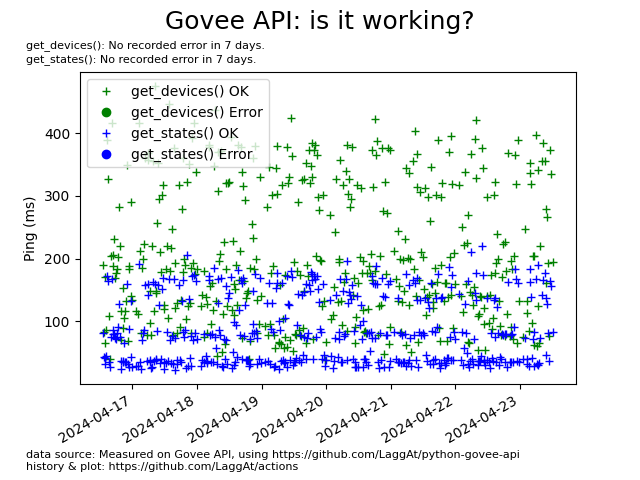 Govee API: is it working?
get_devices(): No recorded error in 7 days.
get_states(): No recorded error in 7 days.
get_devices() OK
get_devices() Error
get_states() OK
get_states() Error
Ping (ms)
400
300
200
100
2024-04-17
2024-04-18
2024-04-19
2024-04-20
2024-04-21
2024-04-22
2024-04-23
data source: Measured on Govee API, using https://github.com/LaggAt/python-govee-api
history & plot: https://github.com/LaggAt/actions